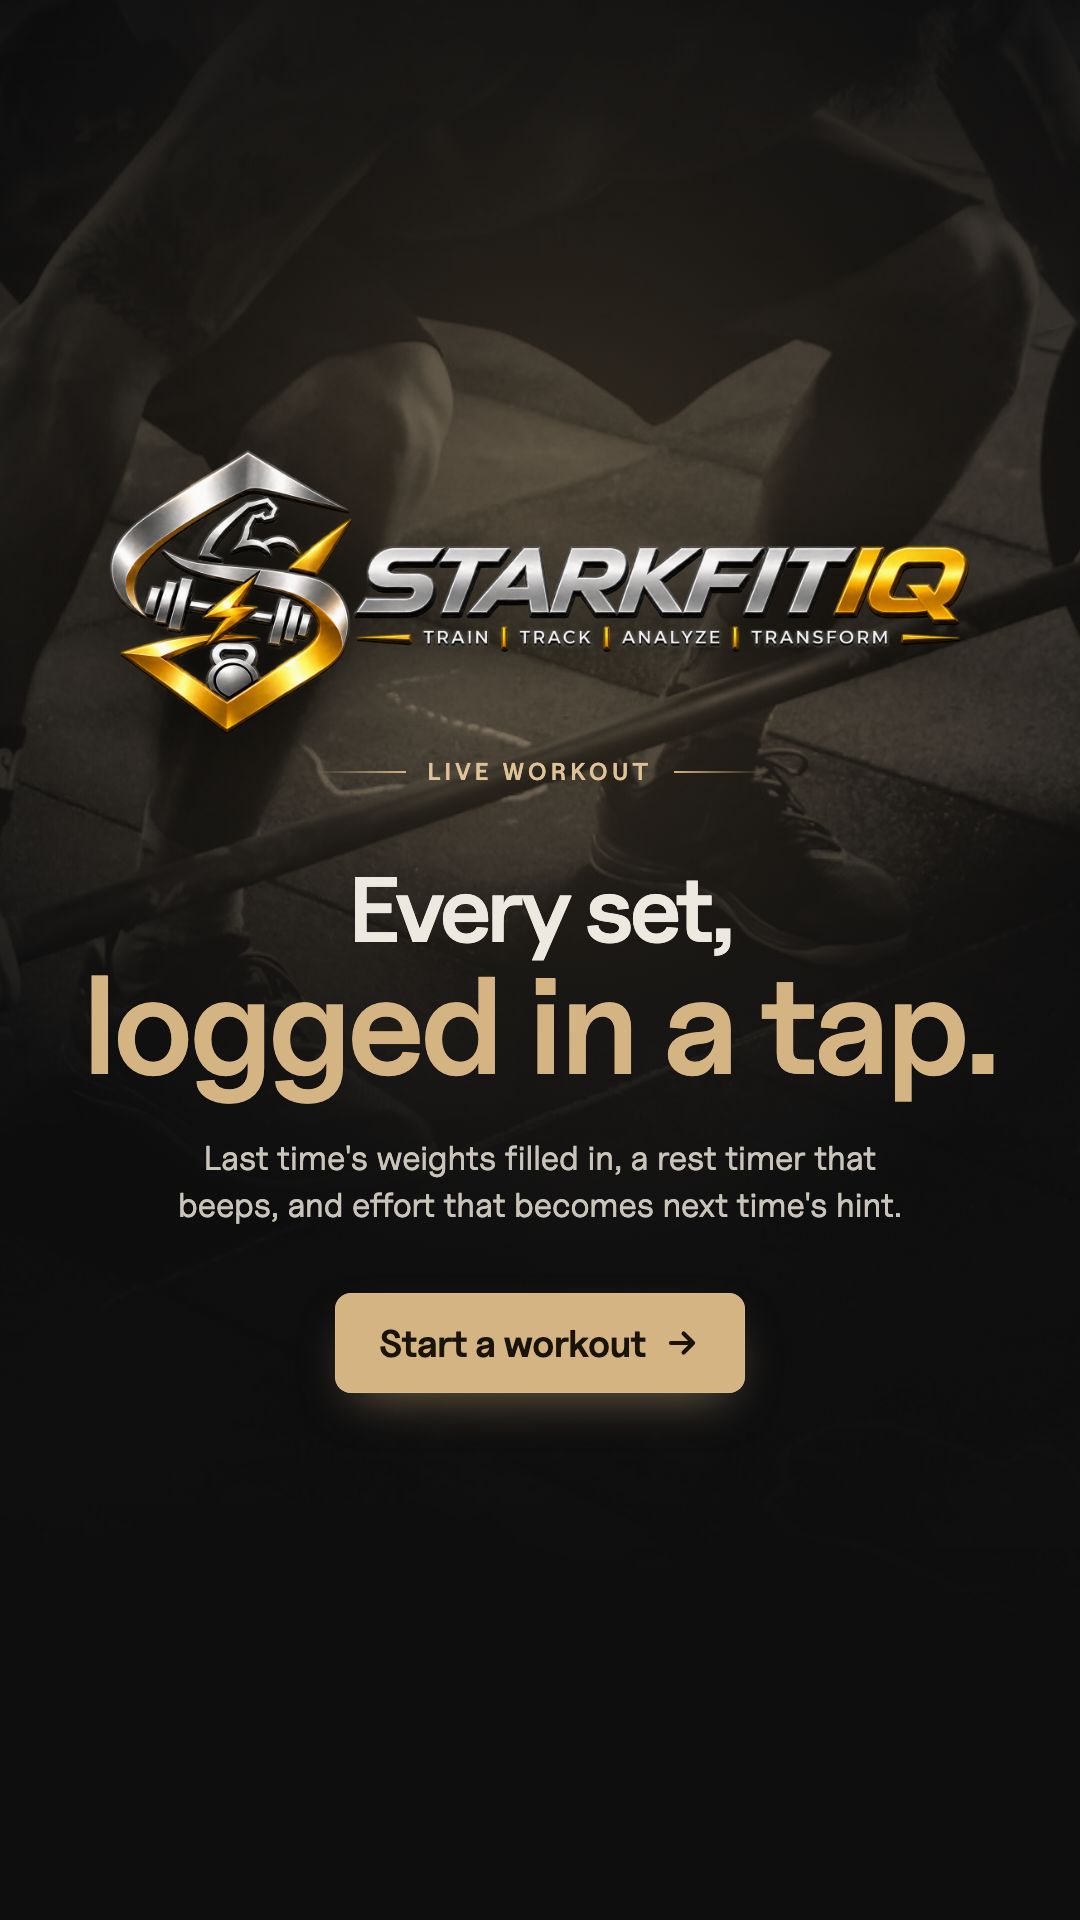 STARKFITIQ
TRAIN | TRACK | ANALYZE | TRANSFORM
LIVE WORKOUT
Every set,
logged in a tap.
Last time's weights filled in, a rest timer that
beeps, and effort that becomes next time's hint.
Start a workout →